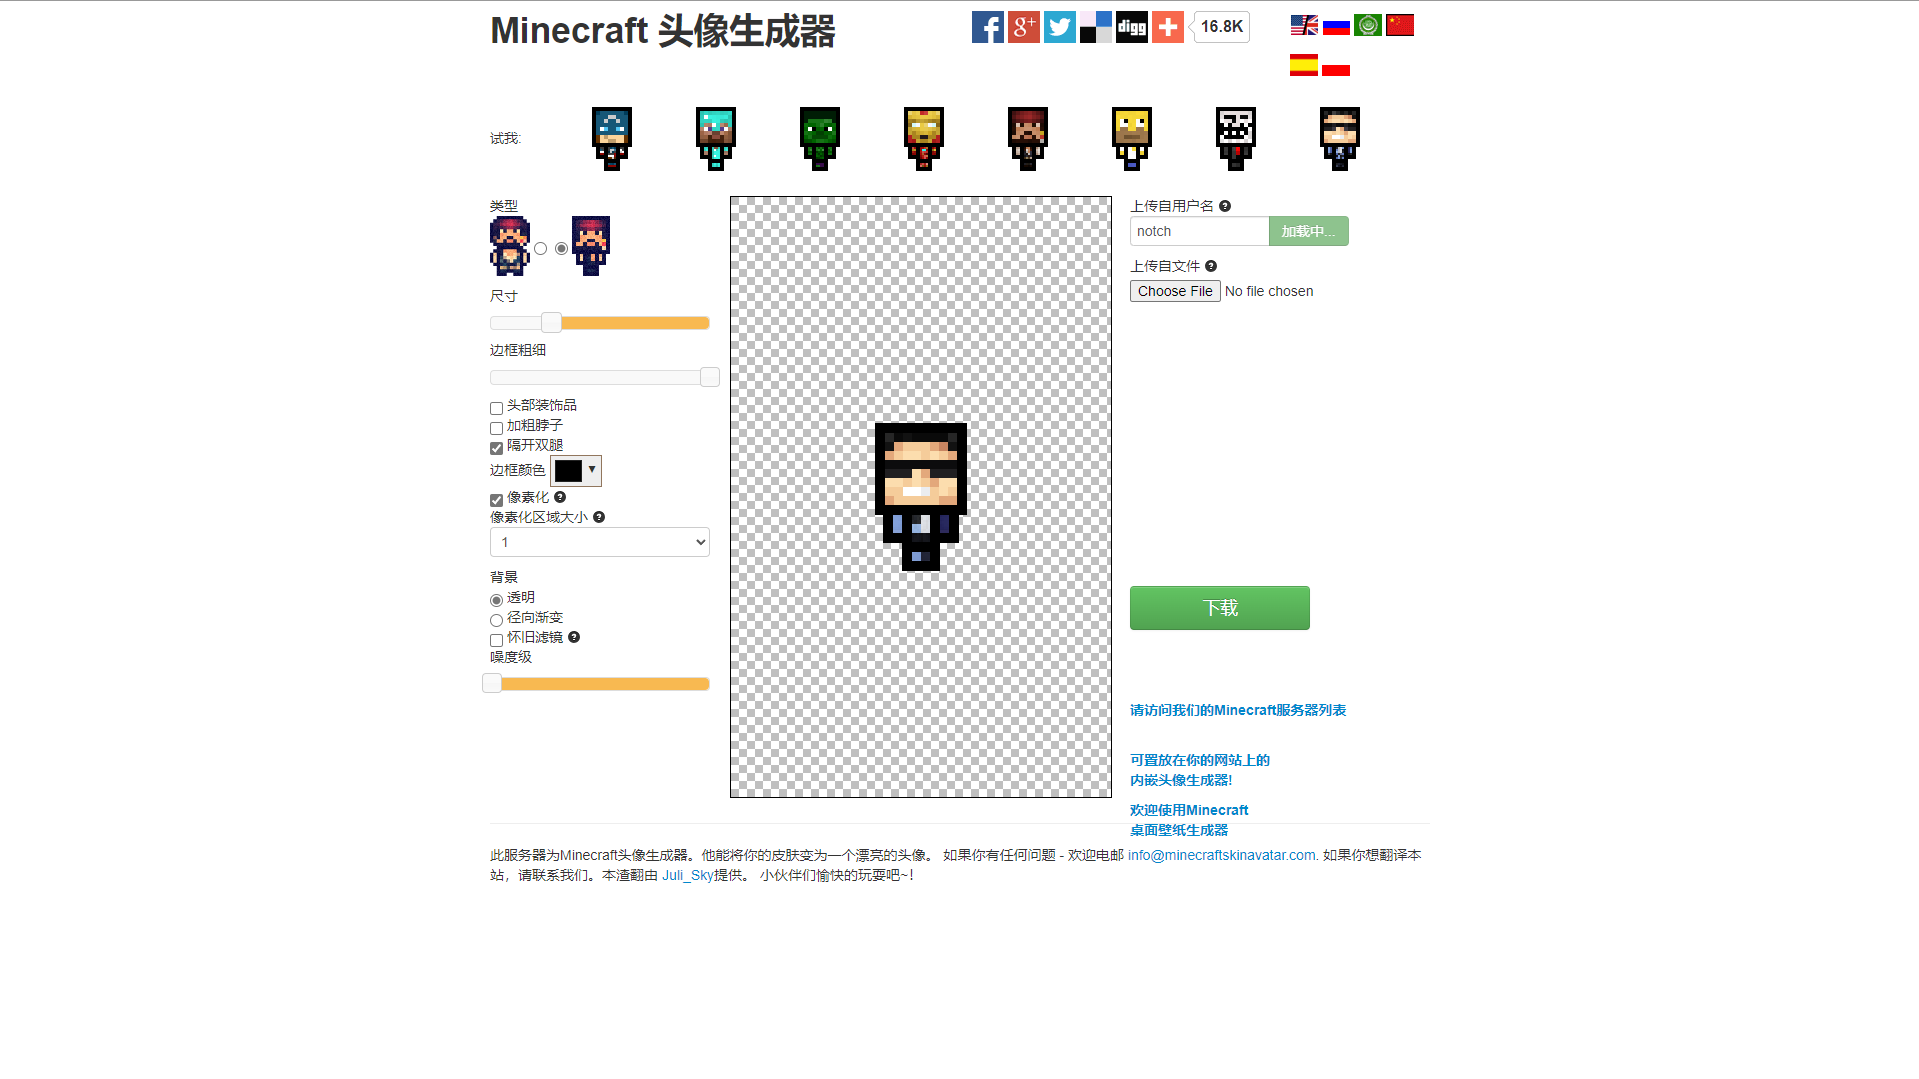 Minecraft 头像生成器
g+
digg
16.8K
试我:
类型
尺寸
边框粗细
头部装饰品
加粗脖子
隔开双腿
边框颜色
像素化
像素化区域大小
1
背景
透明
径向渐变
怀旧滤镜
噪度级
上传自用户名
notch
加载中...
上传自文件
Choose File No file chosen
下载
请访问我们的Minecraft服务器列表
可置放在你的网站上的
内嵌头像生成器!
欢迎使用Minecraft
桌面壁纸生成器
此服务器为Minecraft头像生成器。他能将你的皮肤变为一个漂亮的头像。 如果你有任何问题 - 欢迎电邮 info@minecraftskinavatar.com. 如果你想翻译本
站，请联系我们。本渣翻由 Juli_Sky提供。 小伙伴们愉快的玩耍吧~!